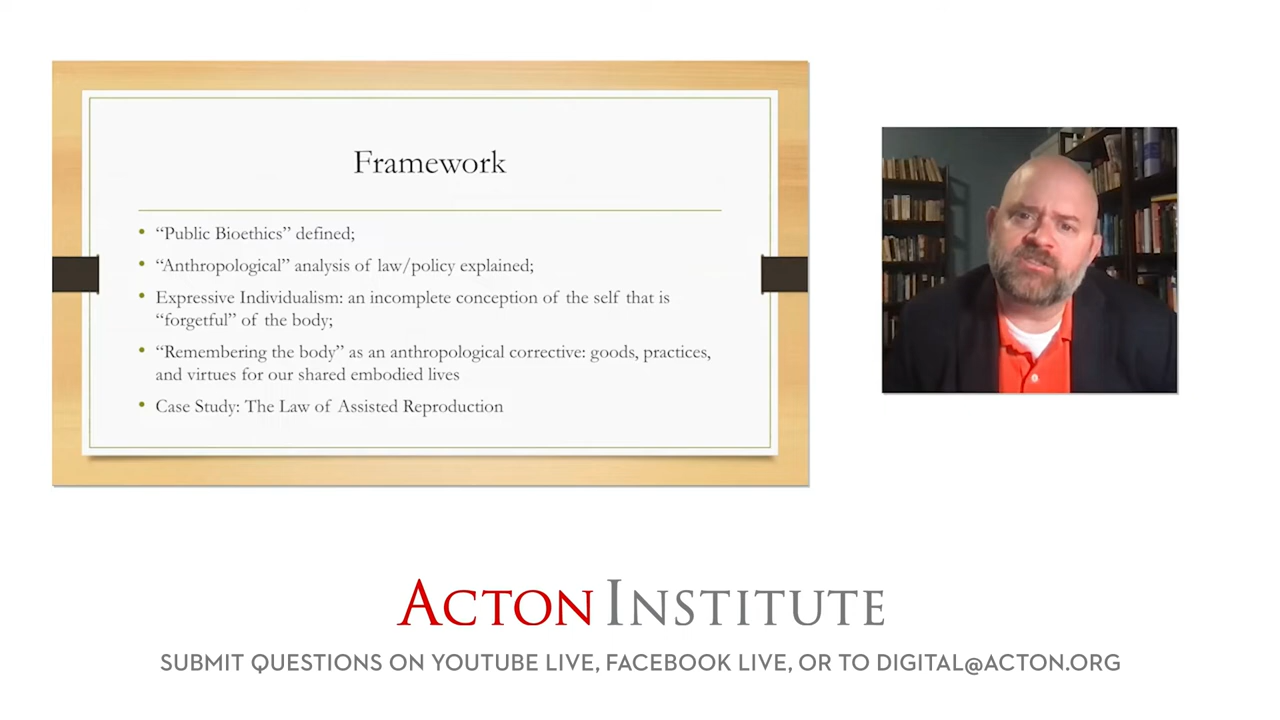 Framework
• “Public Bioethics” defined;
• “Anthropological” analysis of law/policy explained;
• Expressive Individualism: an incomplete conception of the self that is
“forgetful” of the body;
• “Remembering the body” as an anthropological corrective: goods, practices,
and virtues for our shared embodied lives
• Case Study: The Law of Assisted Reproduction
ACTON INSTITUTE
SUBMIT QUESTIONS ON YOUTUBE LIVE, FACEBOOK LIVE, OR TO DIGITAL@ACTON.ORG